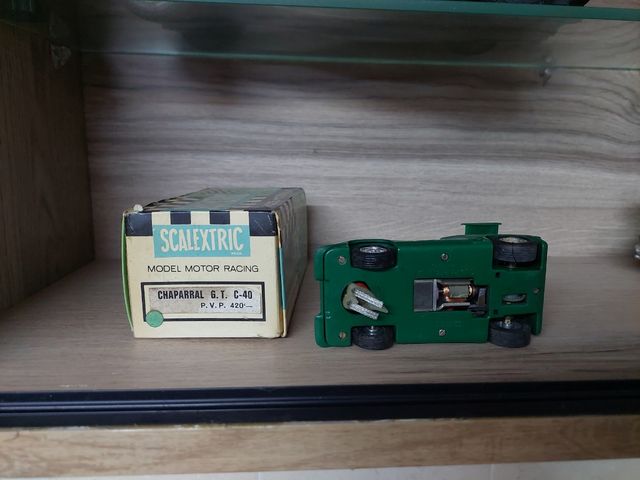 SCALEXTRIC
MODEL MOTOR RACING
CHAPARRAL G.T. C-40
P.V.P. 420'—